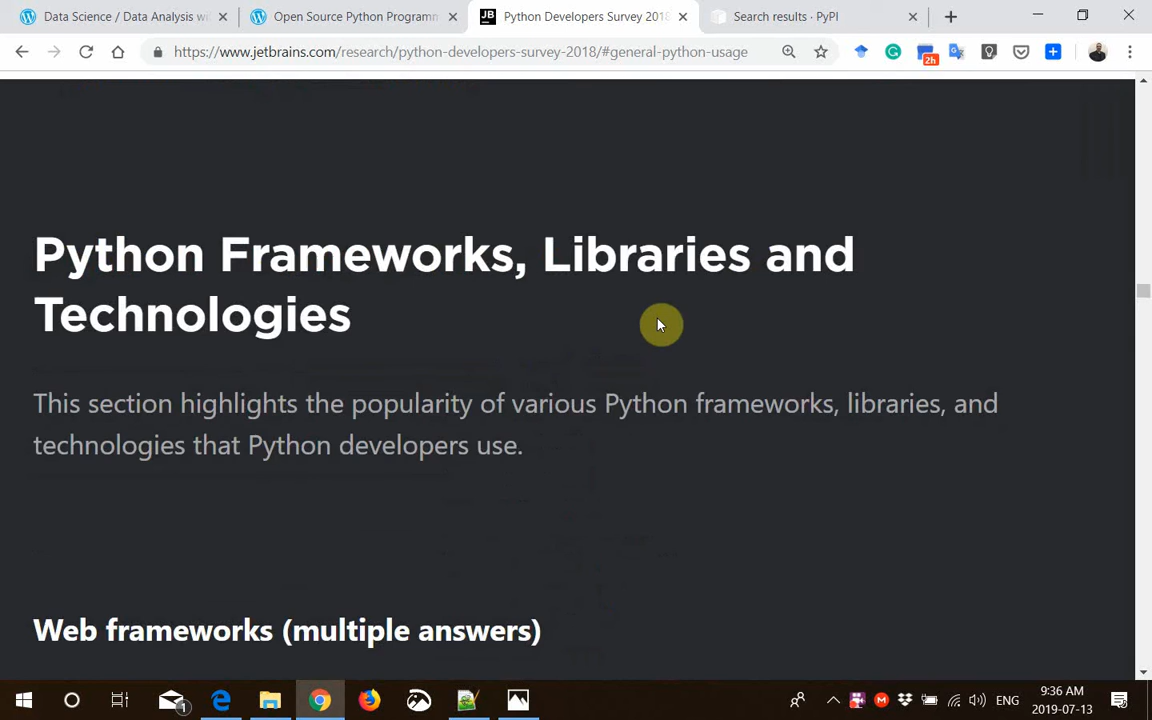 Data Science / Data Analysis w
Open Source Python Programm
JB
Python Developers Survey 2018
Search results · PyPI
https://www.jetbrains.com/research/python-developers-survey-2018/#general-python-usage
2h
Python Frameworks, Libraries and
Technologies
This section highlights the popularity of various Python frameworks, libraries, and
technologies that Python developers use.
Web frameworks (multiple answers)
1
ENG
9:36 AM
2019-07-13